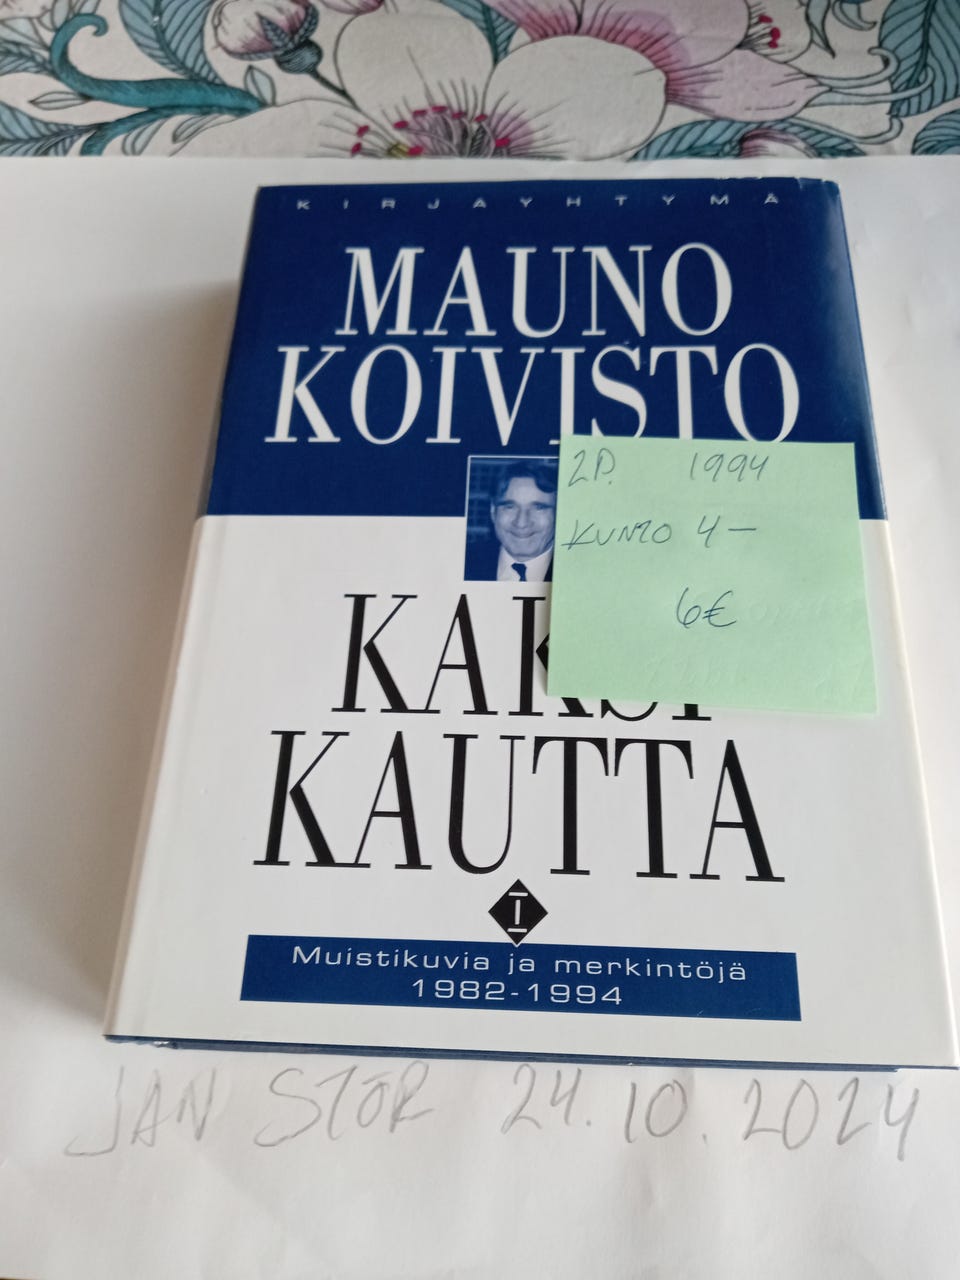 KIRJAYHTYMÄ
MAUNO
KOIVISTO
2P. 1994
KUNTO 4-
6€
KAKSI
KAUTTA
I
Muistikuvia ja merkintöjä
1982-1994
JAN STOR 24.10.2024